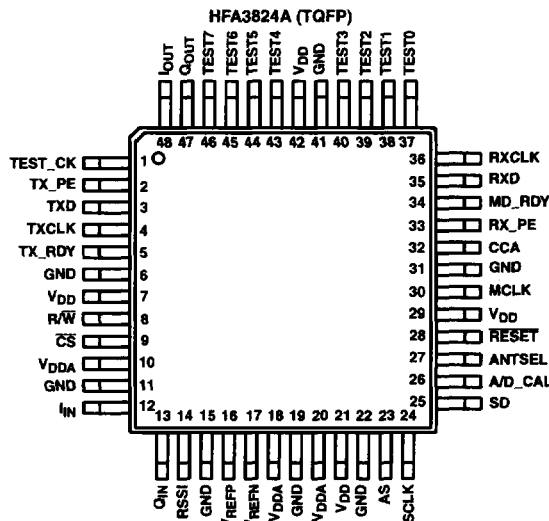 HFA3824A (TQFP)
IOUT
QOUT
TEST7
TEST6
TEST5
TEST4
VDD
GND
TEST3
TEST2
TEST1
TEST0
48 47 46 45 44 43 42 41 40 39 38 37
TEST_CK 1
TX_PE 2
TXD 3
TXCLK 4
TX_RDY 5
GND 6
VDD 7
R/W̅ 8
C̅S̅ 9
VDDA 10
GND 11
IIN 12
36 RXCLK
35 RXD
34 MD_RDY
33 RX_PE
32 CCA
31 GND
30 MCLK
29 VDD
28 R̅E̅S̅E̅T̅
27 ANTSEL
26 A/D_CAL
25 SD
13 14 15 16 17 18 19 20 21 22 23 24
QIN
RSSI
GND
VREFP
VREFN
VDDA
GND
VDDA
VDD
GND
AS
SCLK